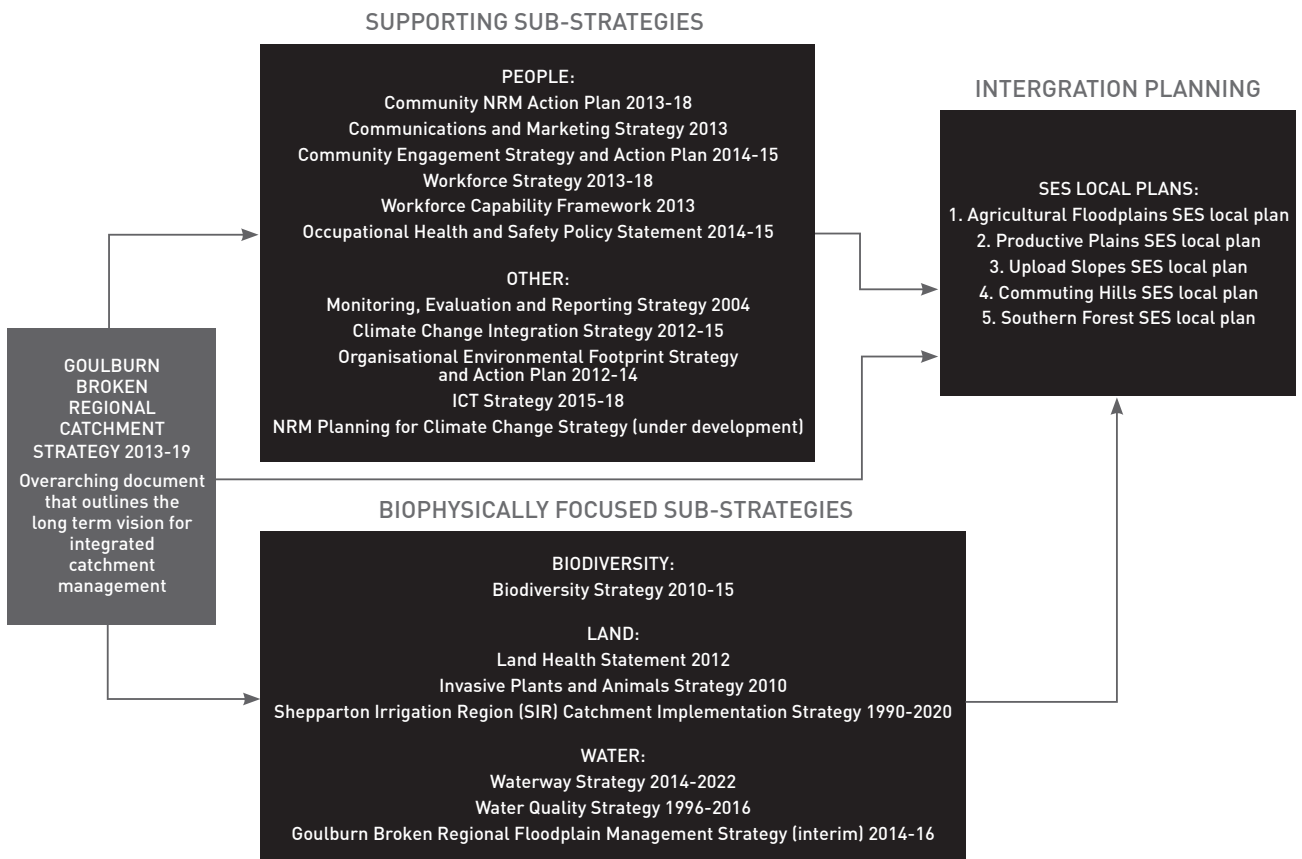 SUPPORTING SUB-STRATEGIES
PEOPLE:
Community NRM Action Plan 2013-18
Communications and Marketing Strategy 2013
Community Engagement Strategy and Action Plan 2014-15
Workforce Strategy 2013-18
Workforce Capability Framework 2013
Occupational Health and Safety Policy Statement 2014-15
OTHER:
Monitoring, Evaluation and Reporting Strategy 2004
Climate Change Integration Strategy 2012-15
Organisational Environmental Footprint Strategy
and Action Plan 2012-14
ICT Strategy 2015-18
NRM Planning for Climate Change Strategy (under development)
INTERGRATION PLANNING
SES LOCAL PLANS:
1. Agricultural Floodplains SES local plan
2. Productive Plains SES local plan
3. Upload Slopes SES local plan
4. Commuting Hills SES local plan
5. Southern Forest SES local plan
GOULBURN
BROKEN
REGIONAL
CATCHMENT
STRATEGY 2013-19
Overarching document
that outlines the
long term vision for
integrated
catchment
management
BIOPHYSICALLY FOCUSED SUB-STRATEGIES
BIODIVERSITY:
Biodiversity Strategy 2010-15
LAND:
Land Health Statement 2012
Invasive Plants and Animals Strategy 2010
Shepparton Irrigation Region (SIR) Catchment Implementation Strategy 1990-2020
WATER:
Waterway Strategy 2014-2022
Water Quality Strategy 1996-2016
Goulburn Broken Regional Floodplain Management Strategy (interim) 2014-16